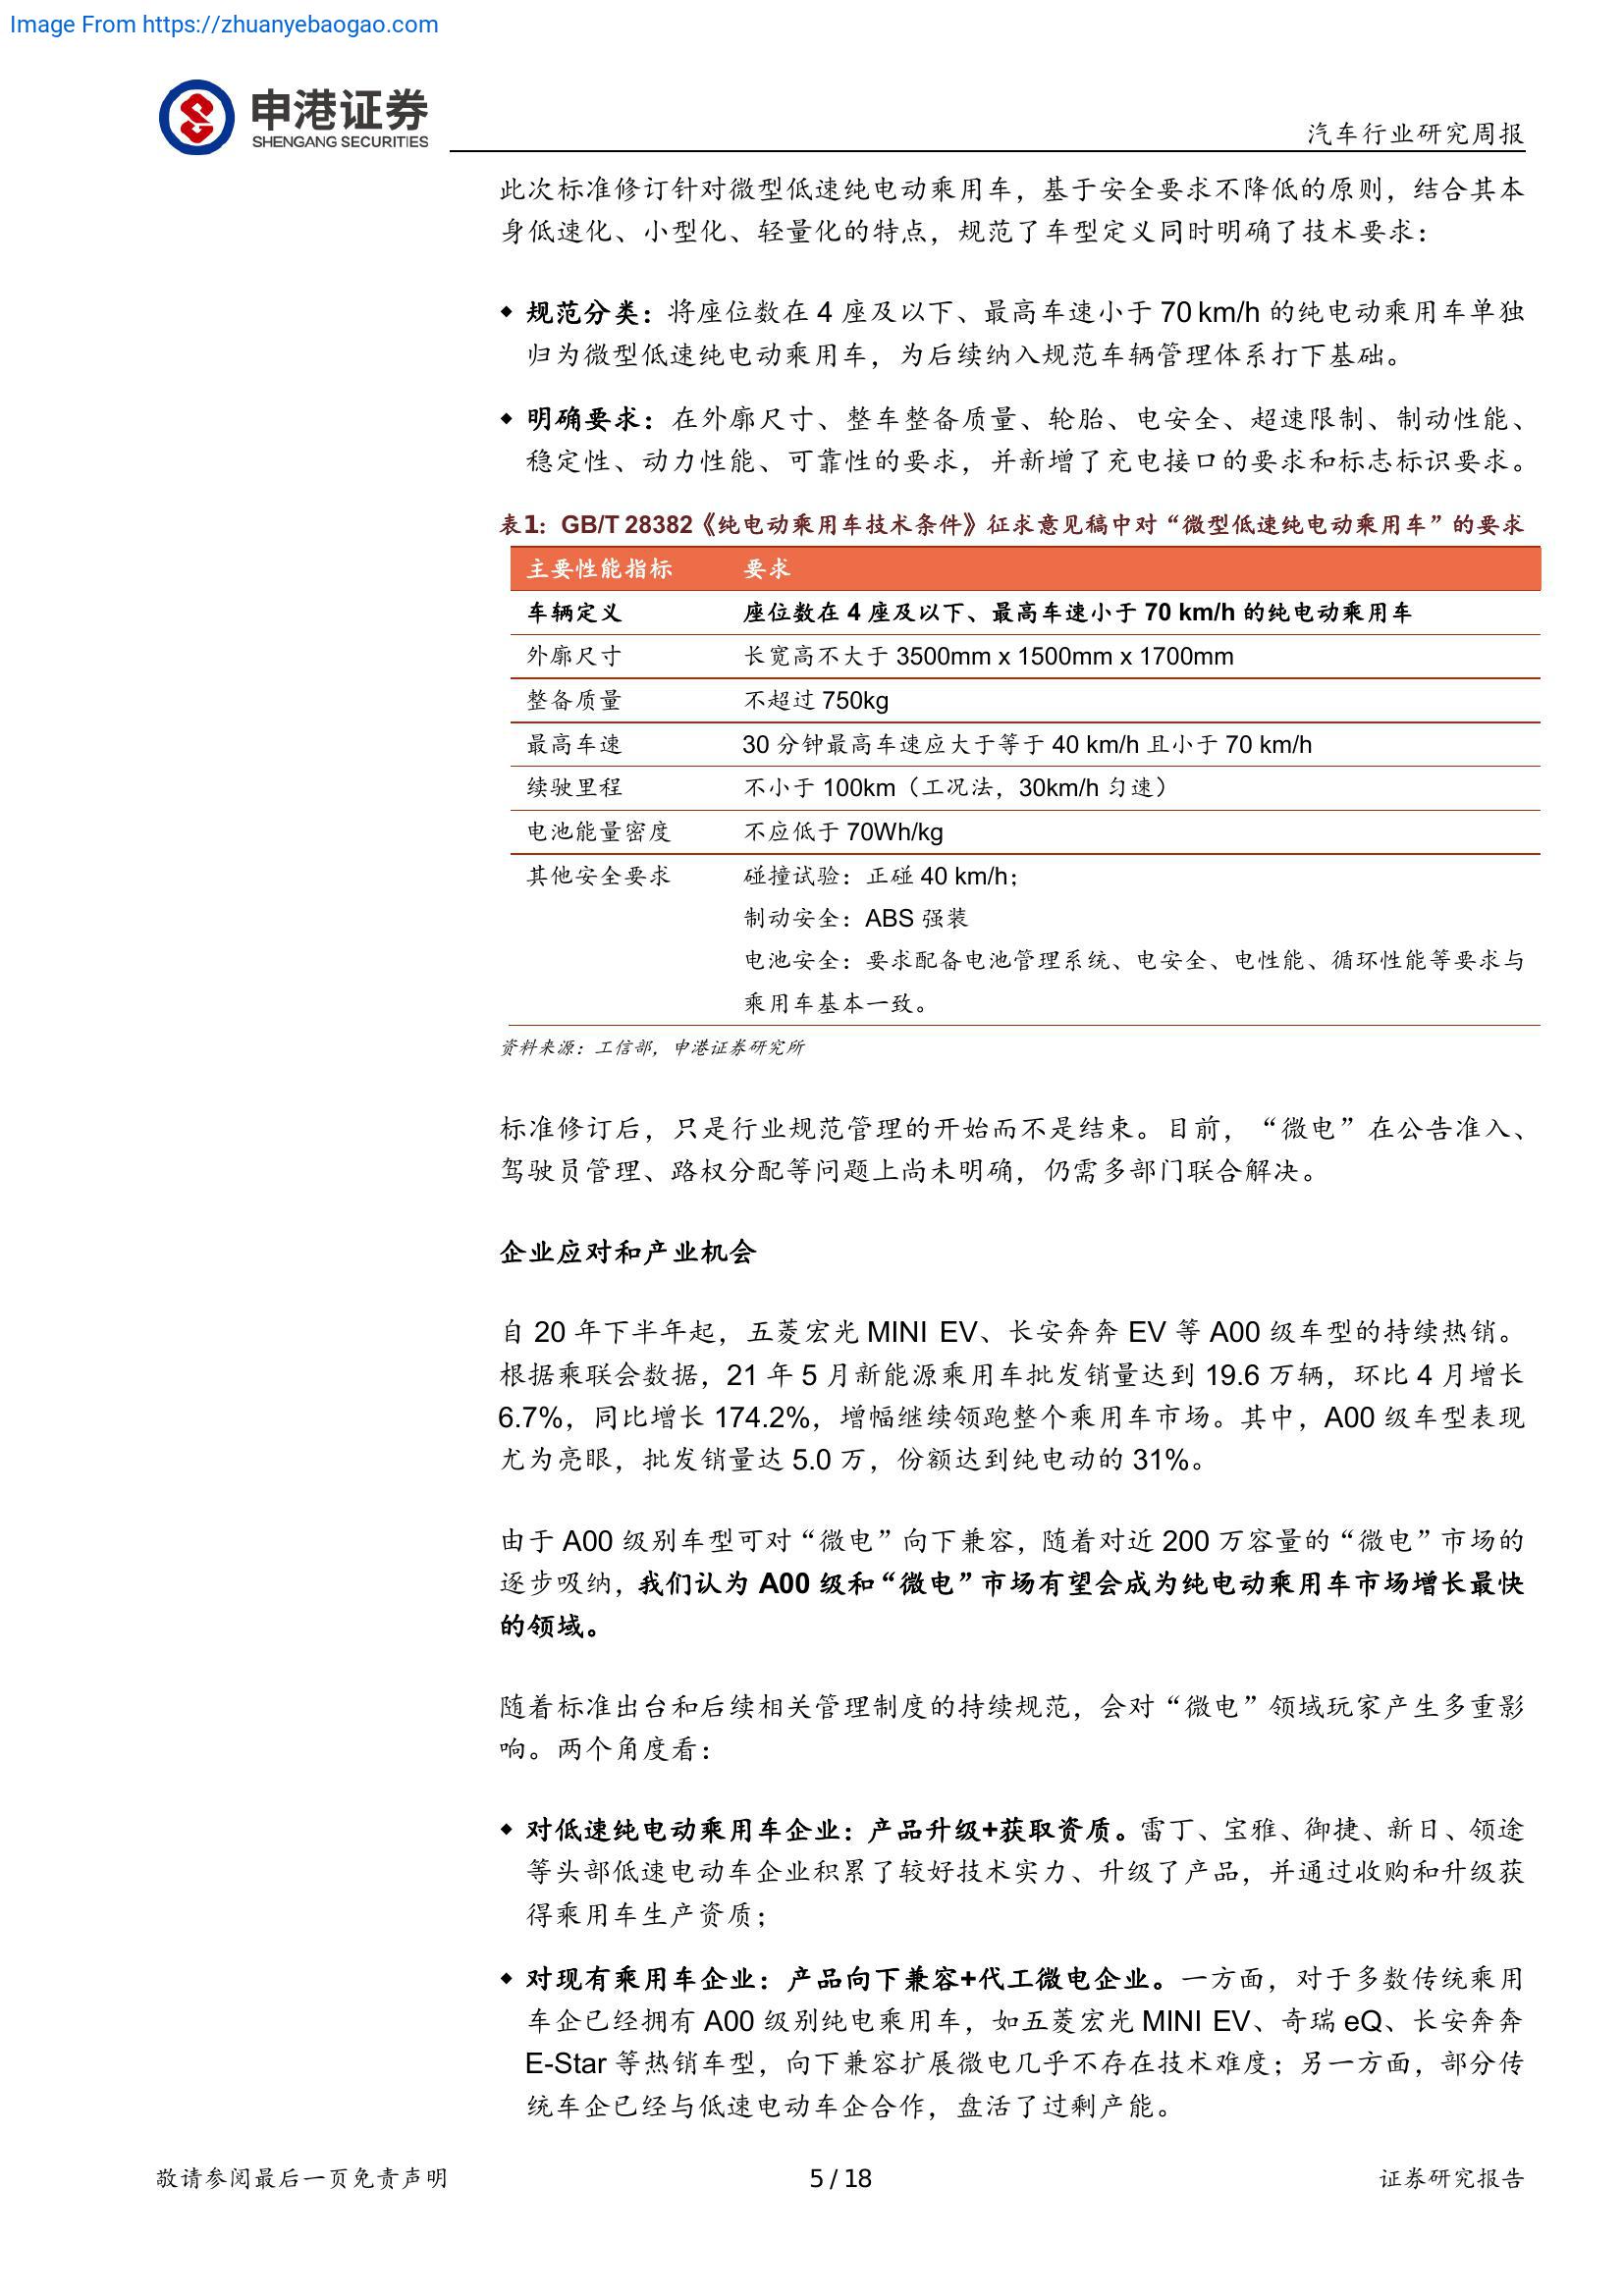 Image From https://zhuanyebaogao.com
申港证券
SHENGANG SECURITIES
汽车行业研究周报
此次标准修订针对微型低速纯电动乘用车，基于安全要求不降低的原则，结合其本
身低速化、小型化、轻量化的特点，规范了车型定义同时明确了技术要求：
◆ 规范分类：将座位数在 4 座及以下、最高车速小于 70 km/h 的纯电动乘用车单独
归为微型低速纯电动乘用车，为后续纳入规范车辆管理体系打下基础。
◆ 明确要求：在外廓尺寸、整车整备质量、轮胎、电安全、超速限制、制动性能、
稳定性、动力性能、可靠性的要求，并新增了充电接口的要求和标志标识要求。
表1：GB/T 28382《纯电动乘用车技术条件》征求意见稿中对“微型低速纯电动乘用车”的要求
主要性能指标 要求
车辆定义 座位数在 4 座及以下、最高车速小于 70 km/h 的纯电动乘用车
外廓尺寸 长宽高不大于 3500mm x 1500mm x 1700mm
整备质量 不超过 750kg
最高车速 30 分钟最高车速应大于等于 40 km/h 且小于 70 km/h
续驶里程 不小于 100km（工况法，30km/h 匀速）
电池能量密度 不应低于 70Wh/kg
其他安全要求 碰撞试验：正碰 40 km/h；
制动安全：ABS 强装
电池安全：要求配备电池管理系统、电安全、电性能、循环性能等要求与
乘用车基本一致。
资料来源：工信部，申港证券研究所
标准修订后，只是行业规范管理的开始而不是结束。目前，“微电”在公告准入、
驾驶员管理、路权分配等问题上尚未明确，仍需多部门联合解决。
企业应对和产业机会
自 20 年下半年起，五菱宏光 MINI EV、长安奔奔 EV 等 A00 级车型的持续热销。
根据乘联会数据，21 年 5 月新能源乘用车批发销量达到 19.6 万辆，环比 4 月增长
6.7%，同比增长 174.2%，增幅继续领跑整个乘用车市场。其中，A00 级车型表现
尤为亮眼，批发销量达 5.0 万，份额达到纯电动的 31%。
由于 A00 级别车型可对“微电”向下兼容，随着对近 200 万容量的“微电”市场的
逐步吸纳，我们认为 A00 级和“微电”市场有望会成为纯电动乘用车市场增长最快
的领域。
随着标准出台和后续相关管理制度的持续规范，会对“微电”领域玩家产生多重影
响。两个角度看：
◆ 对低速纯电动乘用车企业：产品升级+获取资质。雷丁、宝雅、御捷、新日、领途
等头部低速电动车企业积累了较好技术实力、升级了产品，并通过收购和升级获
得乘用车生产资质；
◆ 对现有乘用车企业：产品向下兼容+代工微电企业。一方面，对于多数传统乘用
车企已经拥有 A00 级别纯电乘用车，如五菱宏光 MINI EV、奇瑞 eQ、长安奔奔
E-Star 等热销车型，向下兼容扩展微电几乎不存在技术难度；另一方面，部分传
统车企已经与低速电动车企合作，盘活了过剩产能。
敬请参阅最后一页免责声明
5 / 18
证券研究报告